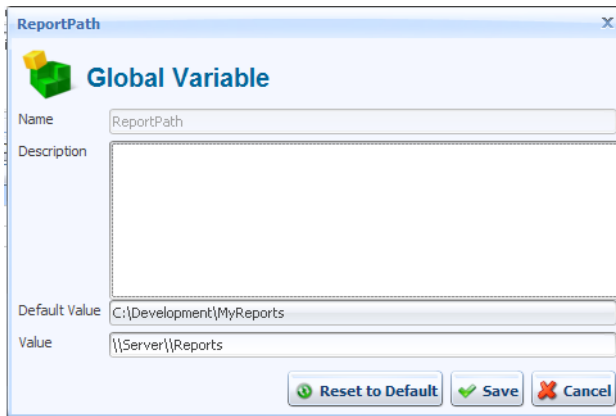 ReportPath x
Global Variable
Name ReportPath
Description
Default Value C:\Development\MyReports
Value \\Server\\Reports
Reset to Default Save Cancel